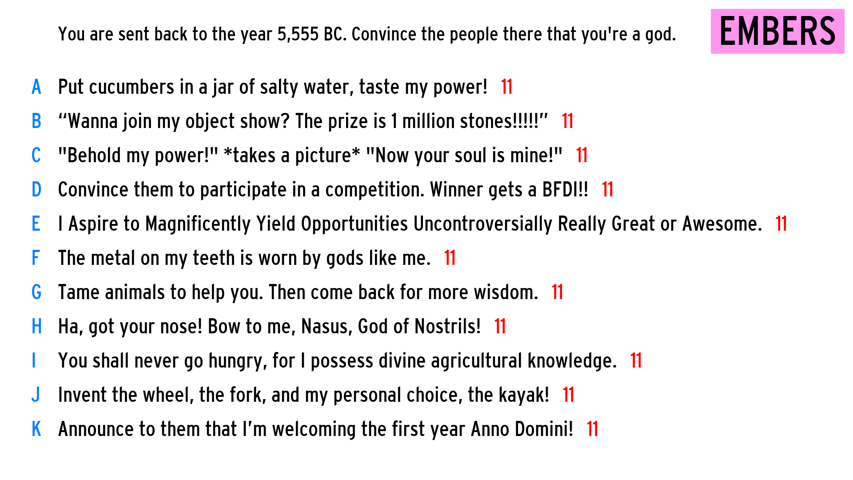 You are sent back to the year 5,555 BC. Convince the people there that you're a god.
EMBERS
A Put cucumbers in a jar of salty water, taste my power! 11
B “Wanna join my object show? The prize is 1 million stones!!!!!” 11
C "Behold my power!" *takes a picture* "Now your soul is mine!" 11
D Convince them to participate in a competition. Winner gets a BFDI!! 11
E I Aspire to Magnificently Yield Opportunities Uncontroversially Really Great or Awesome. 11
F The metal on my teeth is worn by gods like me. 11
G Tame animals to help you. Then come back for more wisdom. 11
H Ha, got your nose! Bow to me, Nasus, God of Nostrils! 11
I You shall never go hungry, for I possess divine agricultural knowledge. 11
J Invent the wheel, the fork, and my personal choice, the kayak! 11
K Announce to them that I’m welcoming the first year Anno Domini! 11